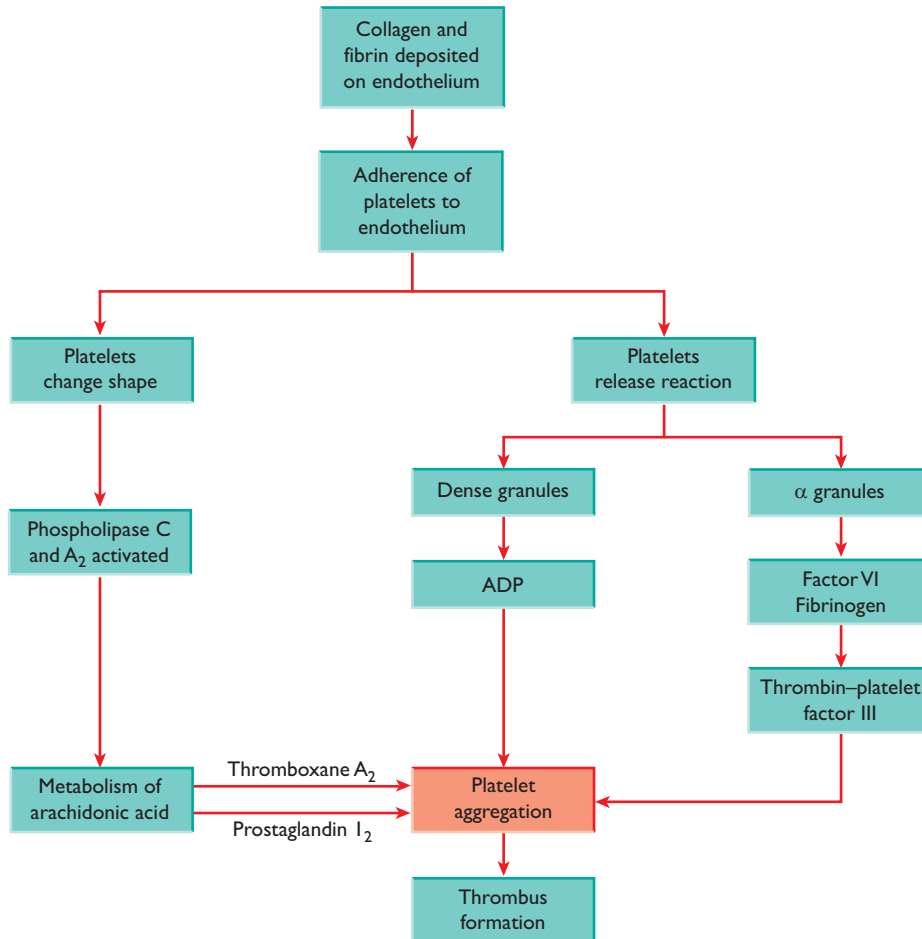 Collagen and
fibrin deposited
on endothelium
Adherence of
platelets to
endothelium
Platelets
change shape
Platelets
release reaction
Dense granules
α granules
Phospholipase C
and A₂ activated
ADP
Factor VI
Fibrinogen
Thrombin–platelet
factor III
Metabolism of
arachidonic acid
Thromboxane A₂
Prostaglandin 1₂
Platelet
aggregation
Thrombus
formation